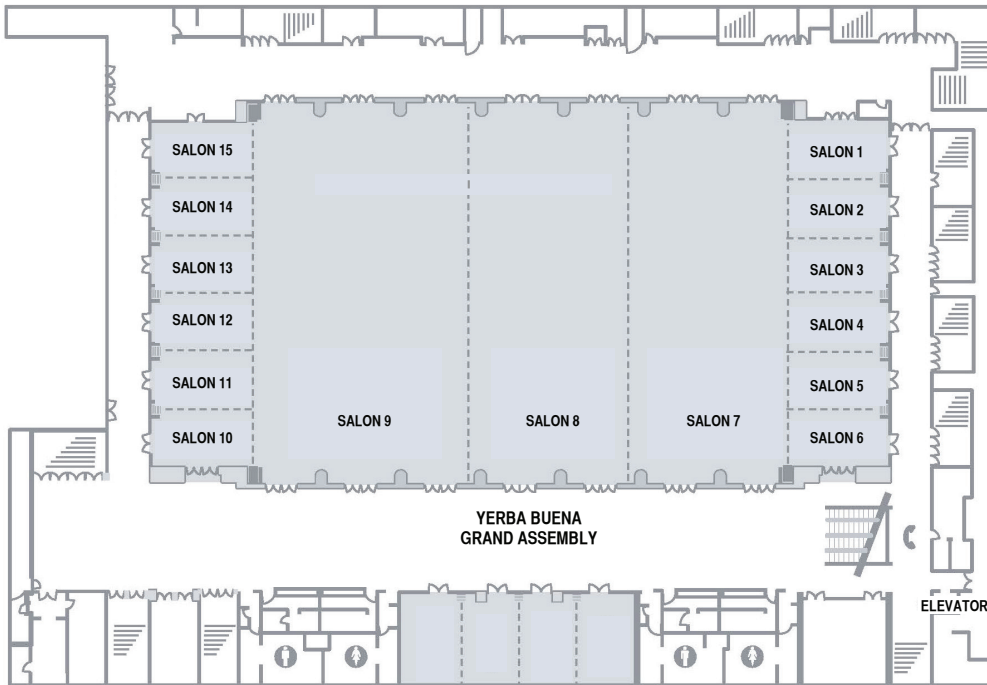 SALON 15
SALON 1
SALON 14
SALON 2
SALON 13
SALON 3
SALON 12
SALON 4
SALON 11
SALON 5
SALON 9
SALON 8
SALON 7
SALON 10
SALON 6
YERBA BUENA
GRAND ASSEMBLY
ELEVATOR